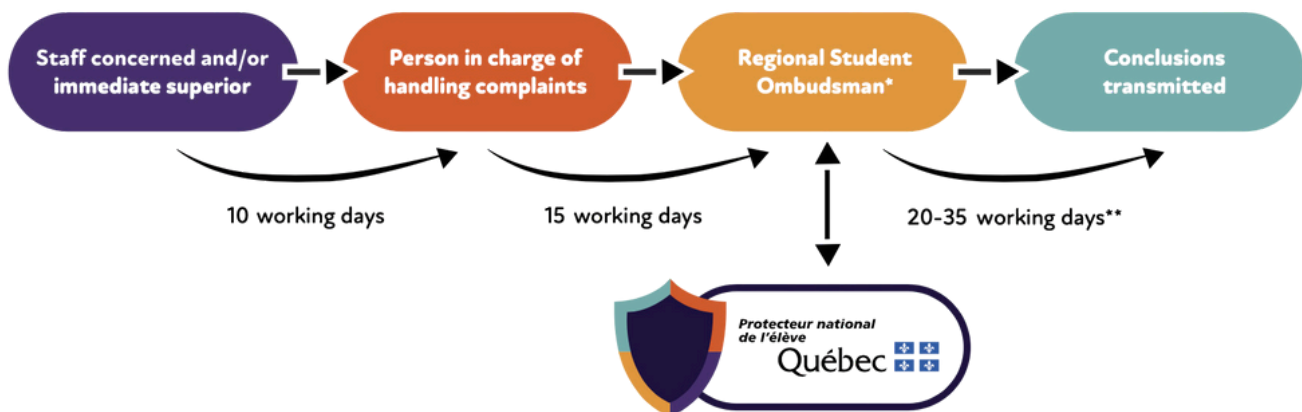 Staff concerned and/or
immediate superior
Person in charge of
handling complaints
Regional Student
Ombudsman*
Conclusions
transmitted
10 working days
15 working days
20-35 working days**
Protecteur national
de l'élève
Québec